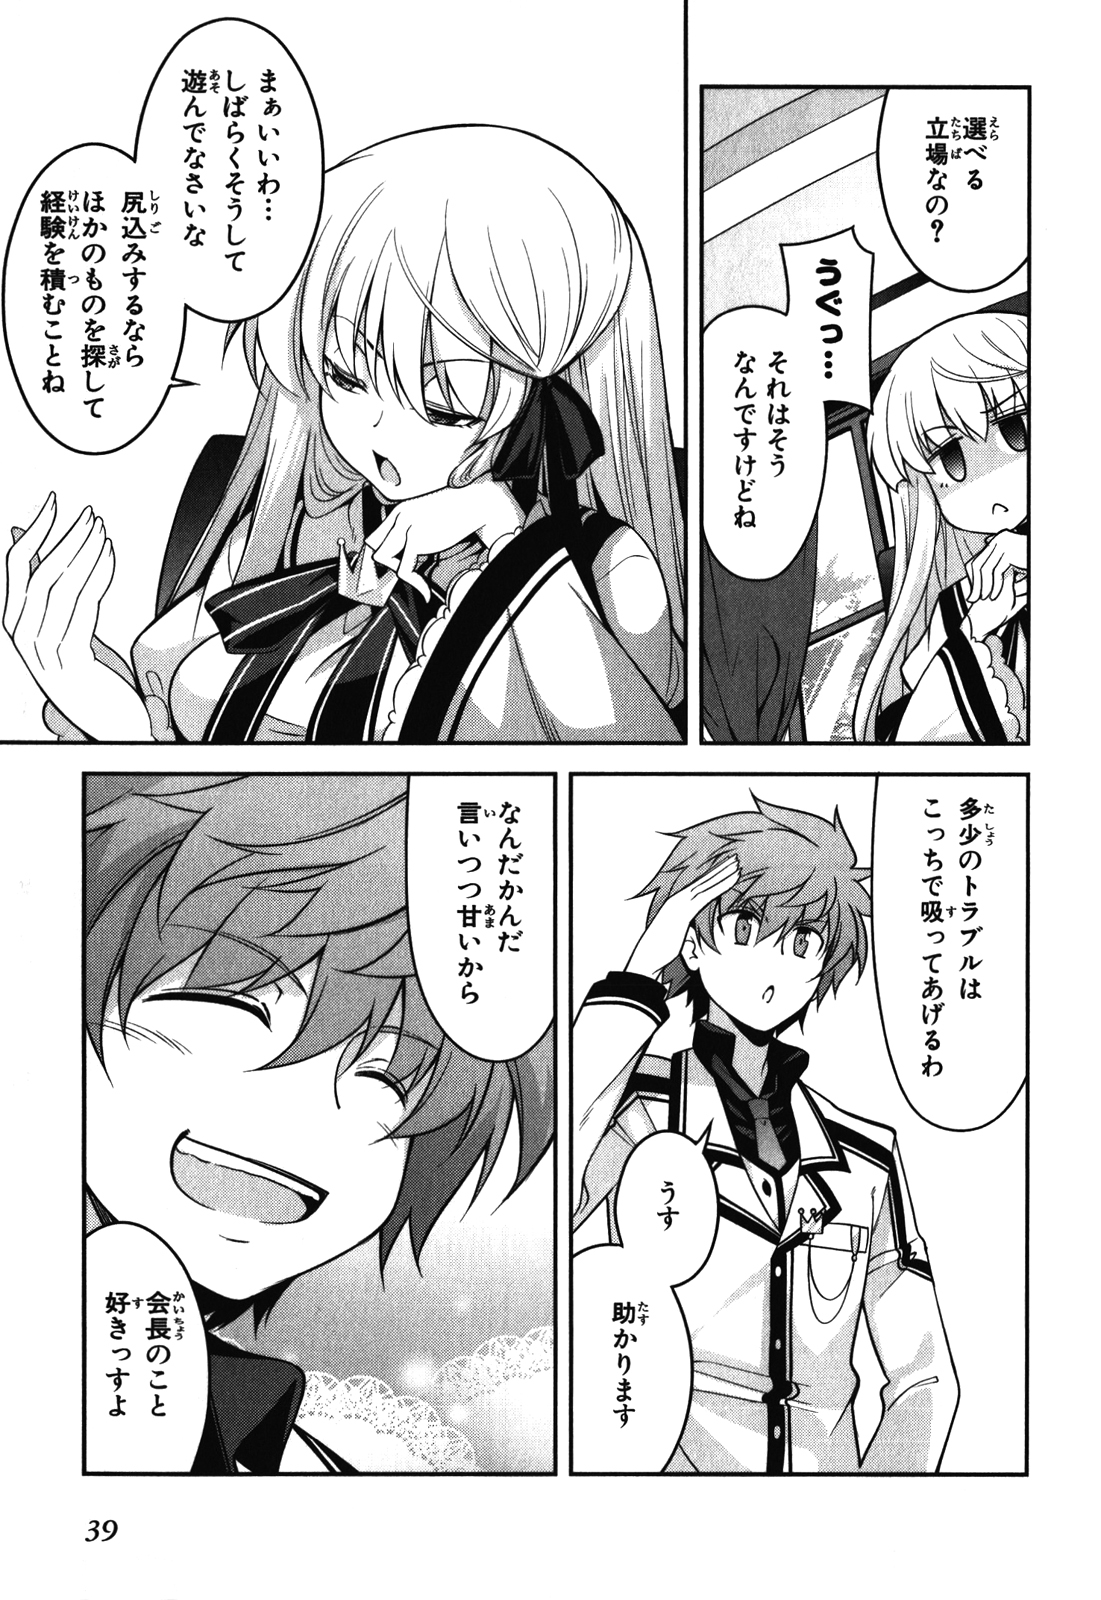 選べる
立場なの？
うぐっ…
それはそう
なんですけどね
まぁいいわ…
しばらくそうして
遊んでなさいな
尻込みするなら
ほかのものを探して
経験を積むことね
多少のトラブルは
こっちで吸ってあげるわ
うす
助かります
なんだかんだ
言いつつ甘いから
会長のこと
好きっすよ
39